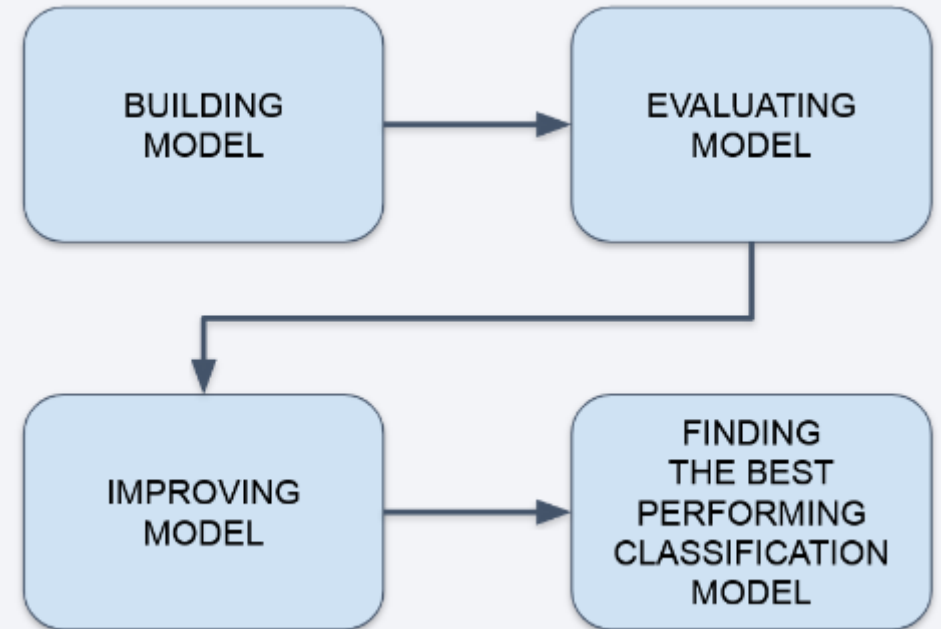 BUILDING
MODEL
EVALUATING
MODEL
IMPROVING
MODEL
FINDING
THE BEST
PERFORMING
CLASSIFICATION
MODEL